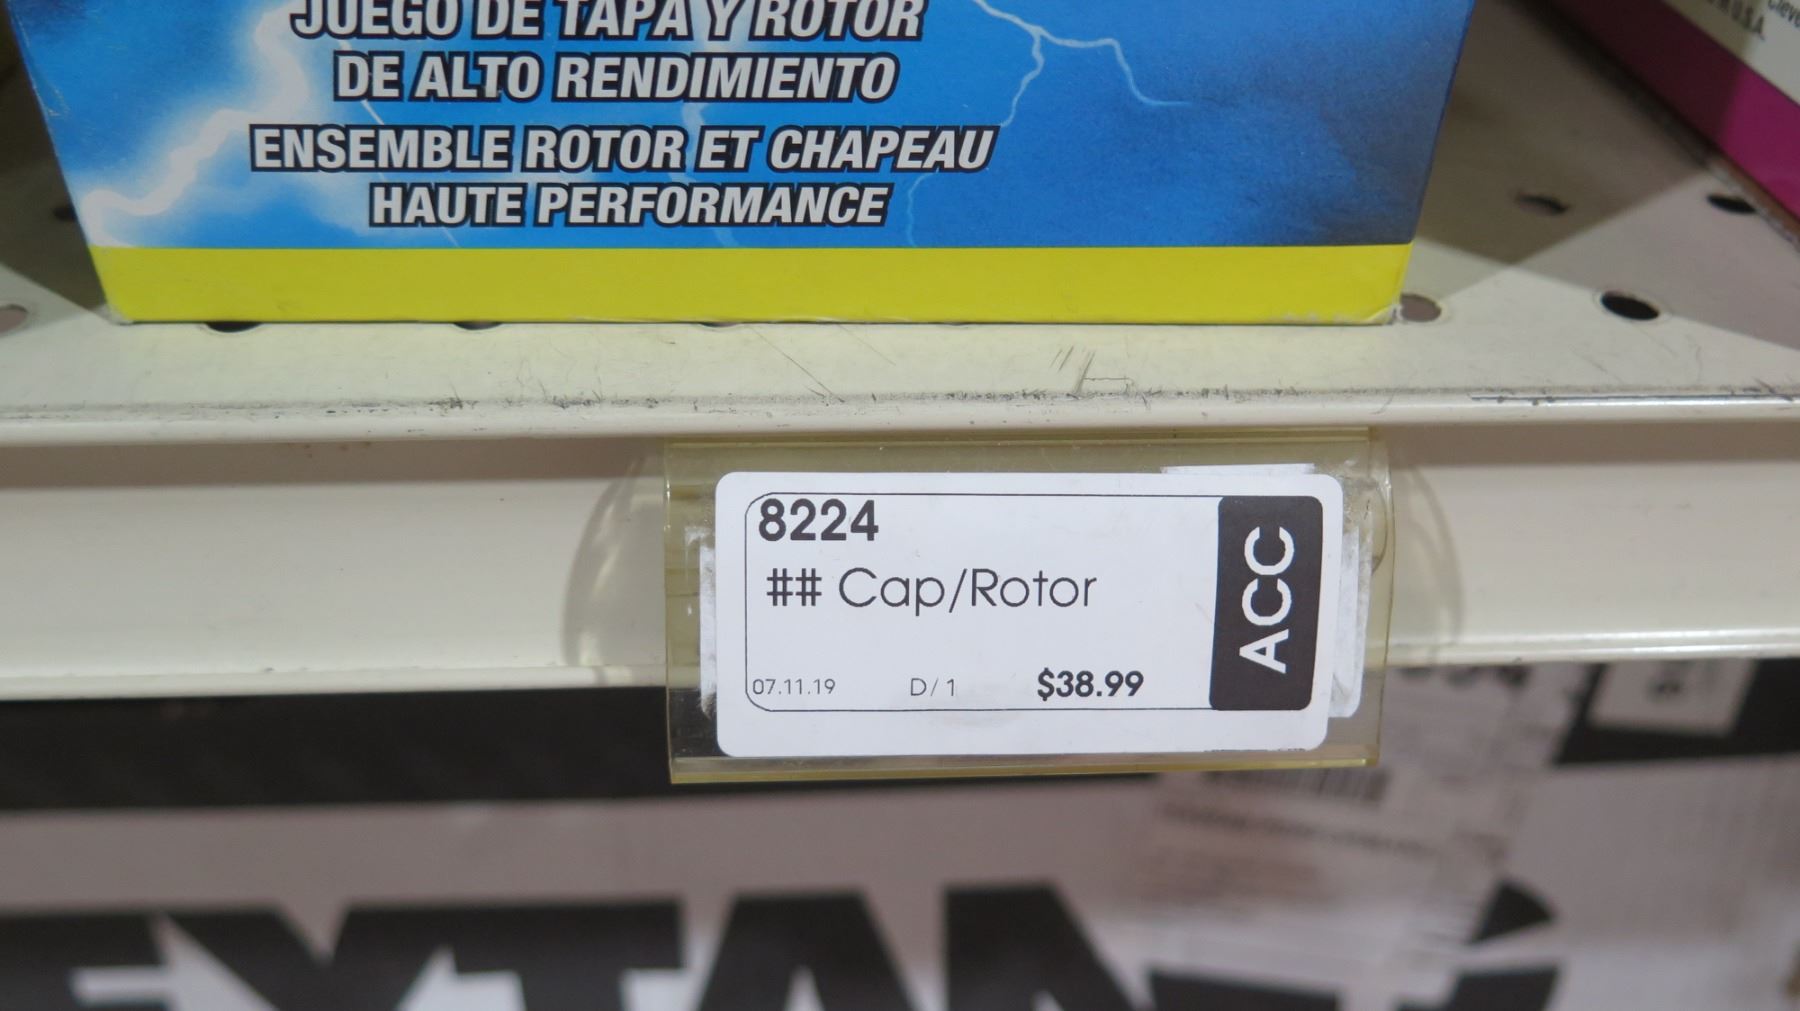 JUEGO DE TAPA Y ROTOR
DE ALTO RENDIMIENTO
ENSEMBLE ROTOR ET CHAPEAU
HAUTE PERFORMANCE
8224
## Cap/Rotor
ACC
07.11.19 D/1 $38.99